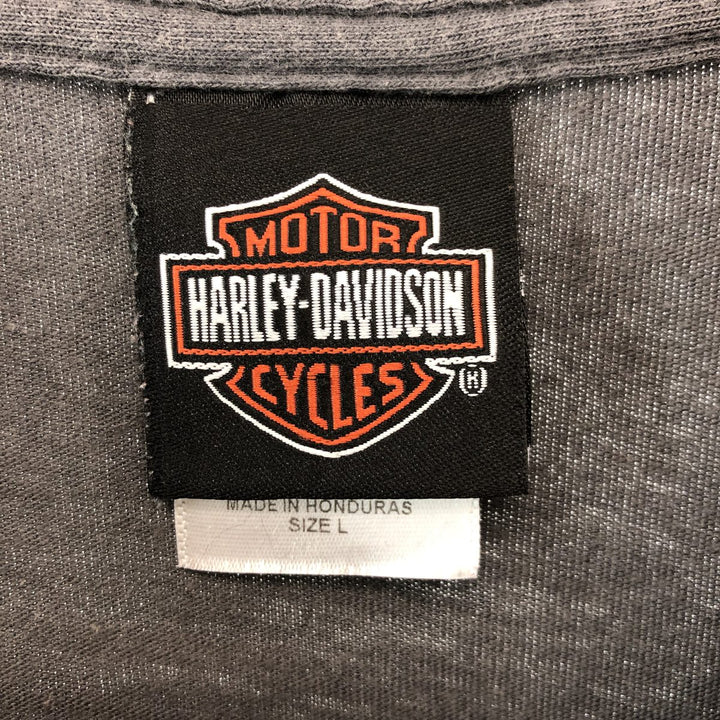 MOTOR
HARLEY-DAVIDSON
CYCLES ®
MADE IN HONDURAS
SIZE L